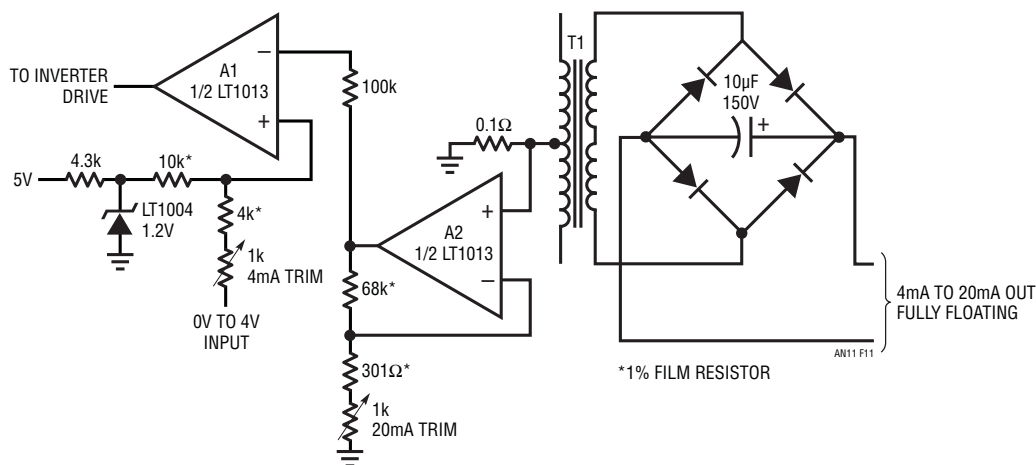 T1
A1
1/2 LT1013
−
+
TO INVERTER
DRIVE
100k
10µF
150V
+
0.1Ω
4.3k
10k*
5V
LT1004
1.2V
4k*
1k
4mA TRIM
0V TO 4V
INPUT
+
A2
1/2 LT1013
−
68k*
301Ω*
1k
20mA TRIM
4mA TO 20mA OUT
FULLY FLOATING
AN11 F11
*1% FILM RESISTOR